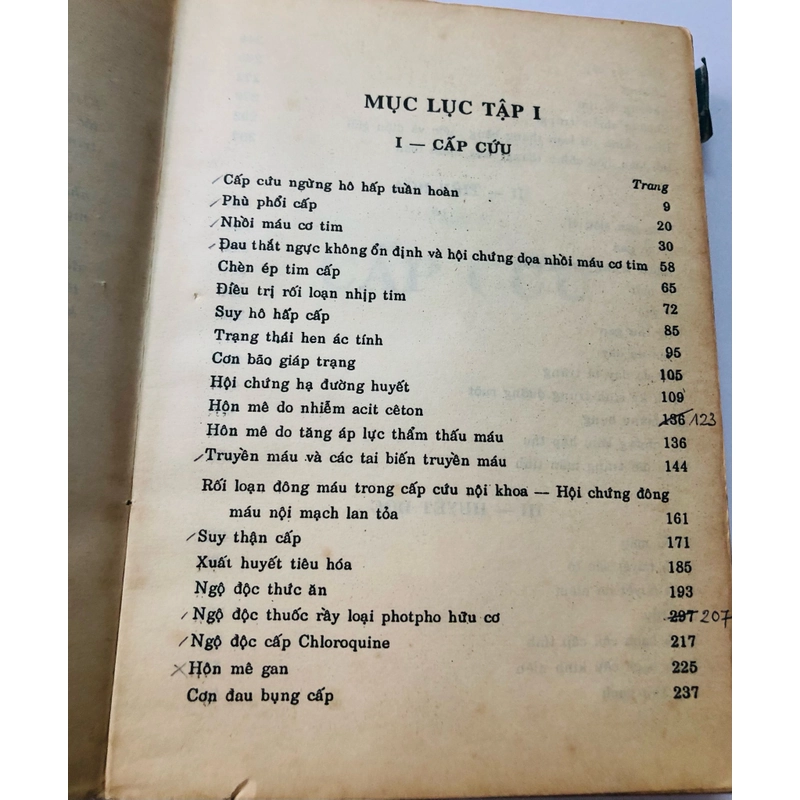 MỤC LỤC TẬP I
I — CẤP CỨU
Trang
Cấp cứu ngừng hô hấp tuần hoàn 9
Phù phổi cấp 20
Nhồi máu cơ tim 30
Đau thắt ngực không ổn định và hội chứng dọa nhồi máu cơ tim 58
Chèn ép tim cấp 65
Điều trị rối loạn nhịp tim 72
Suy hô hấp cấp 85
Trạng thái hen ác tính 95
Cơn bão giáp trạng 105
Hội chứng hạ đường huyết 109
Hôn mê do nhiễm acit cêton 136 123
Hôn mê do tăng áp lực thẩm thấu máu 136
Truyền máu và các tai biến truyền máu 144
Rối loạn đông máu trong cấp cứu nội khoa — Hội chứng đông
máu nội mạch lan tỏa 161
Suy thận cấp 171
Xuất huyết tiêu hóa 185
Ngộ độc thức ăn 193
Ngộ độc thuốc rầy loại photpho hữu cơ 297 207
Ngộ độc cấp Chloroquine 217
Hôn mê gan 225
Cơn đau bụng cấp 237